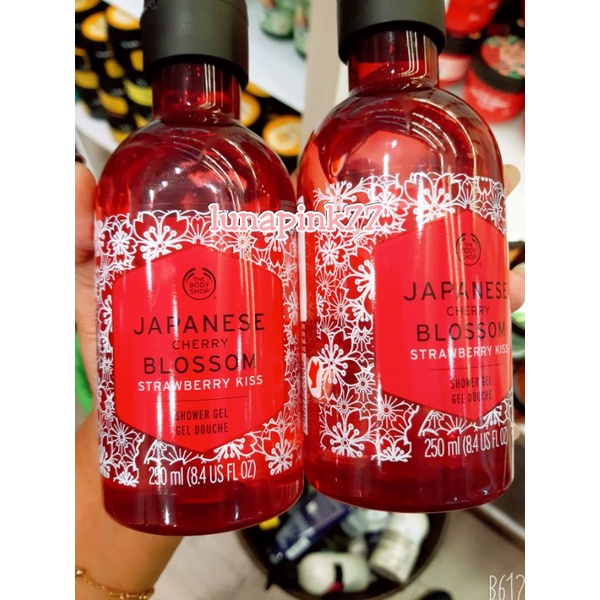 lunapink77
THE
BODY
SHOP
JAPANESE
CHERRY
BLOSSOM
STRAWBERRY KISS
SHOWER GEL
GEL DOUCHE
250 ml (8.4 US FL OZ)
THE
BODY
SHOP
JAPANESE
CHERRY
BLOSSOM
STRAWBERRY KISS
SHOWER GEL
GEL DOUCHE
250 ml (8.4 US FL OZ)
B612